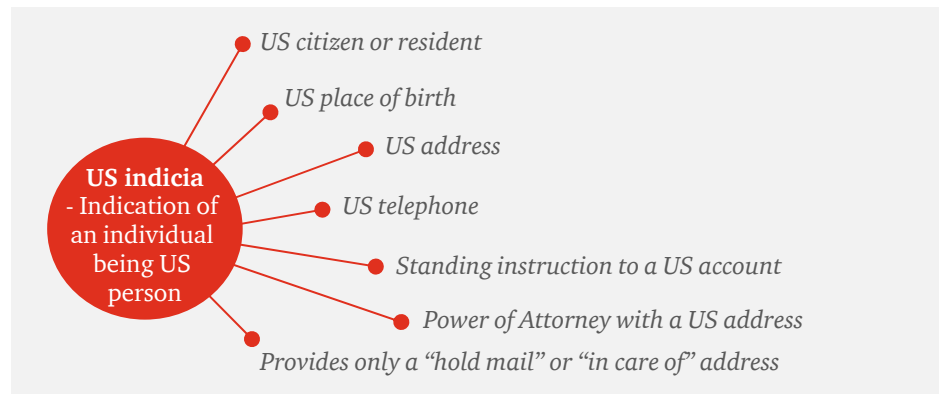 US citizen or resident
US place of birth
US address
US indicia
- Indication of
an individual
being US
person
US telephone
Standing instruction to a US account
Power of Attorney with a US address
Provides only a “hold mail” or “in care of” address